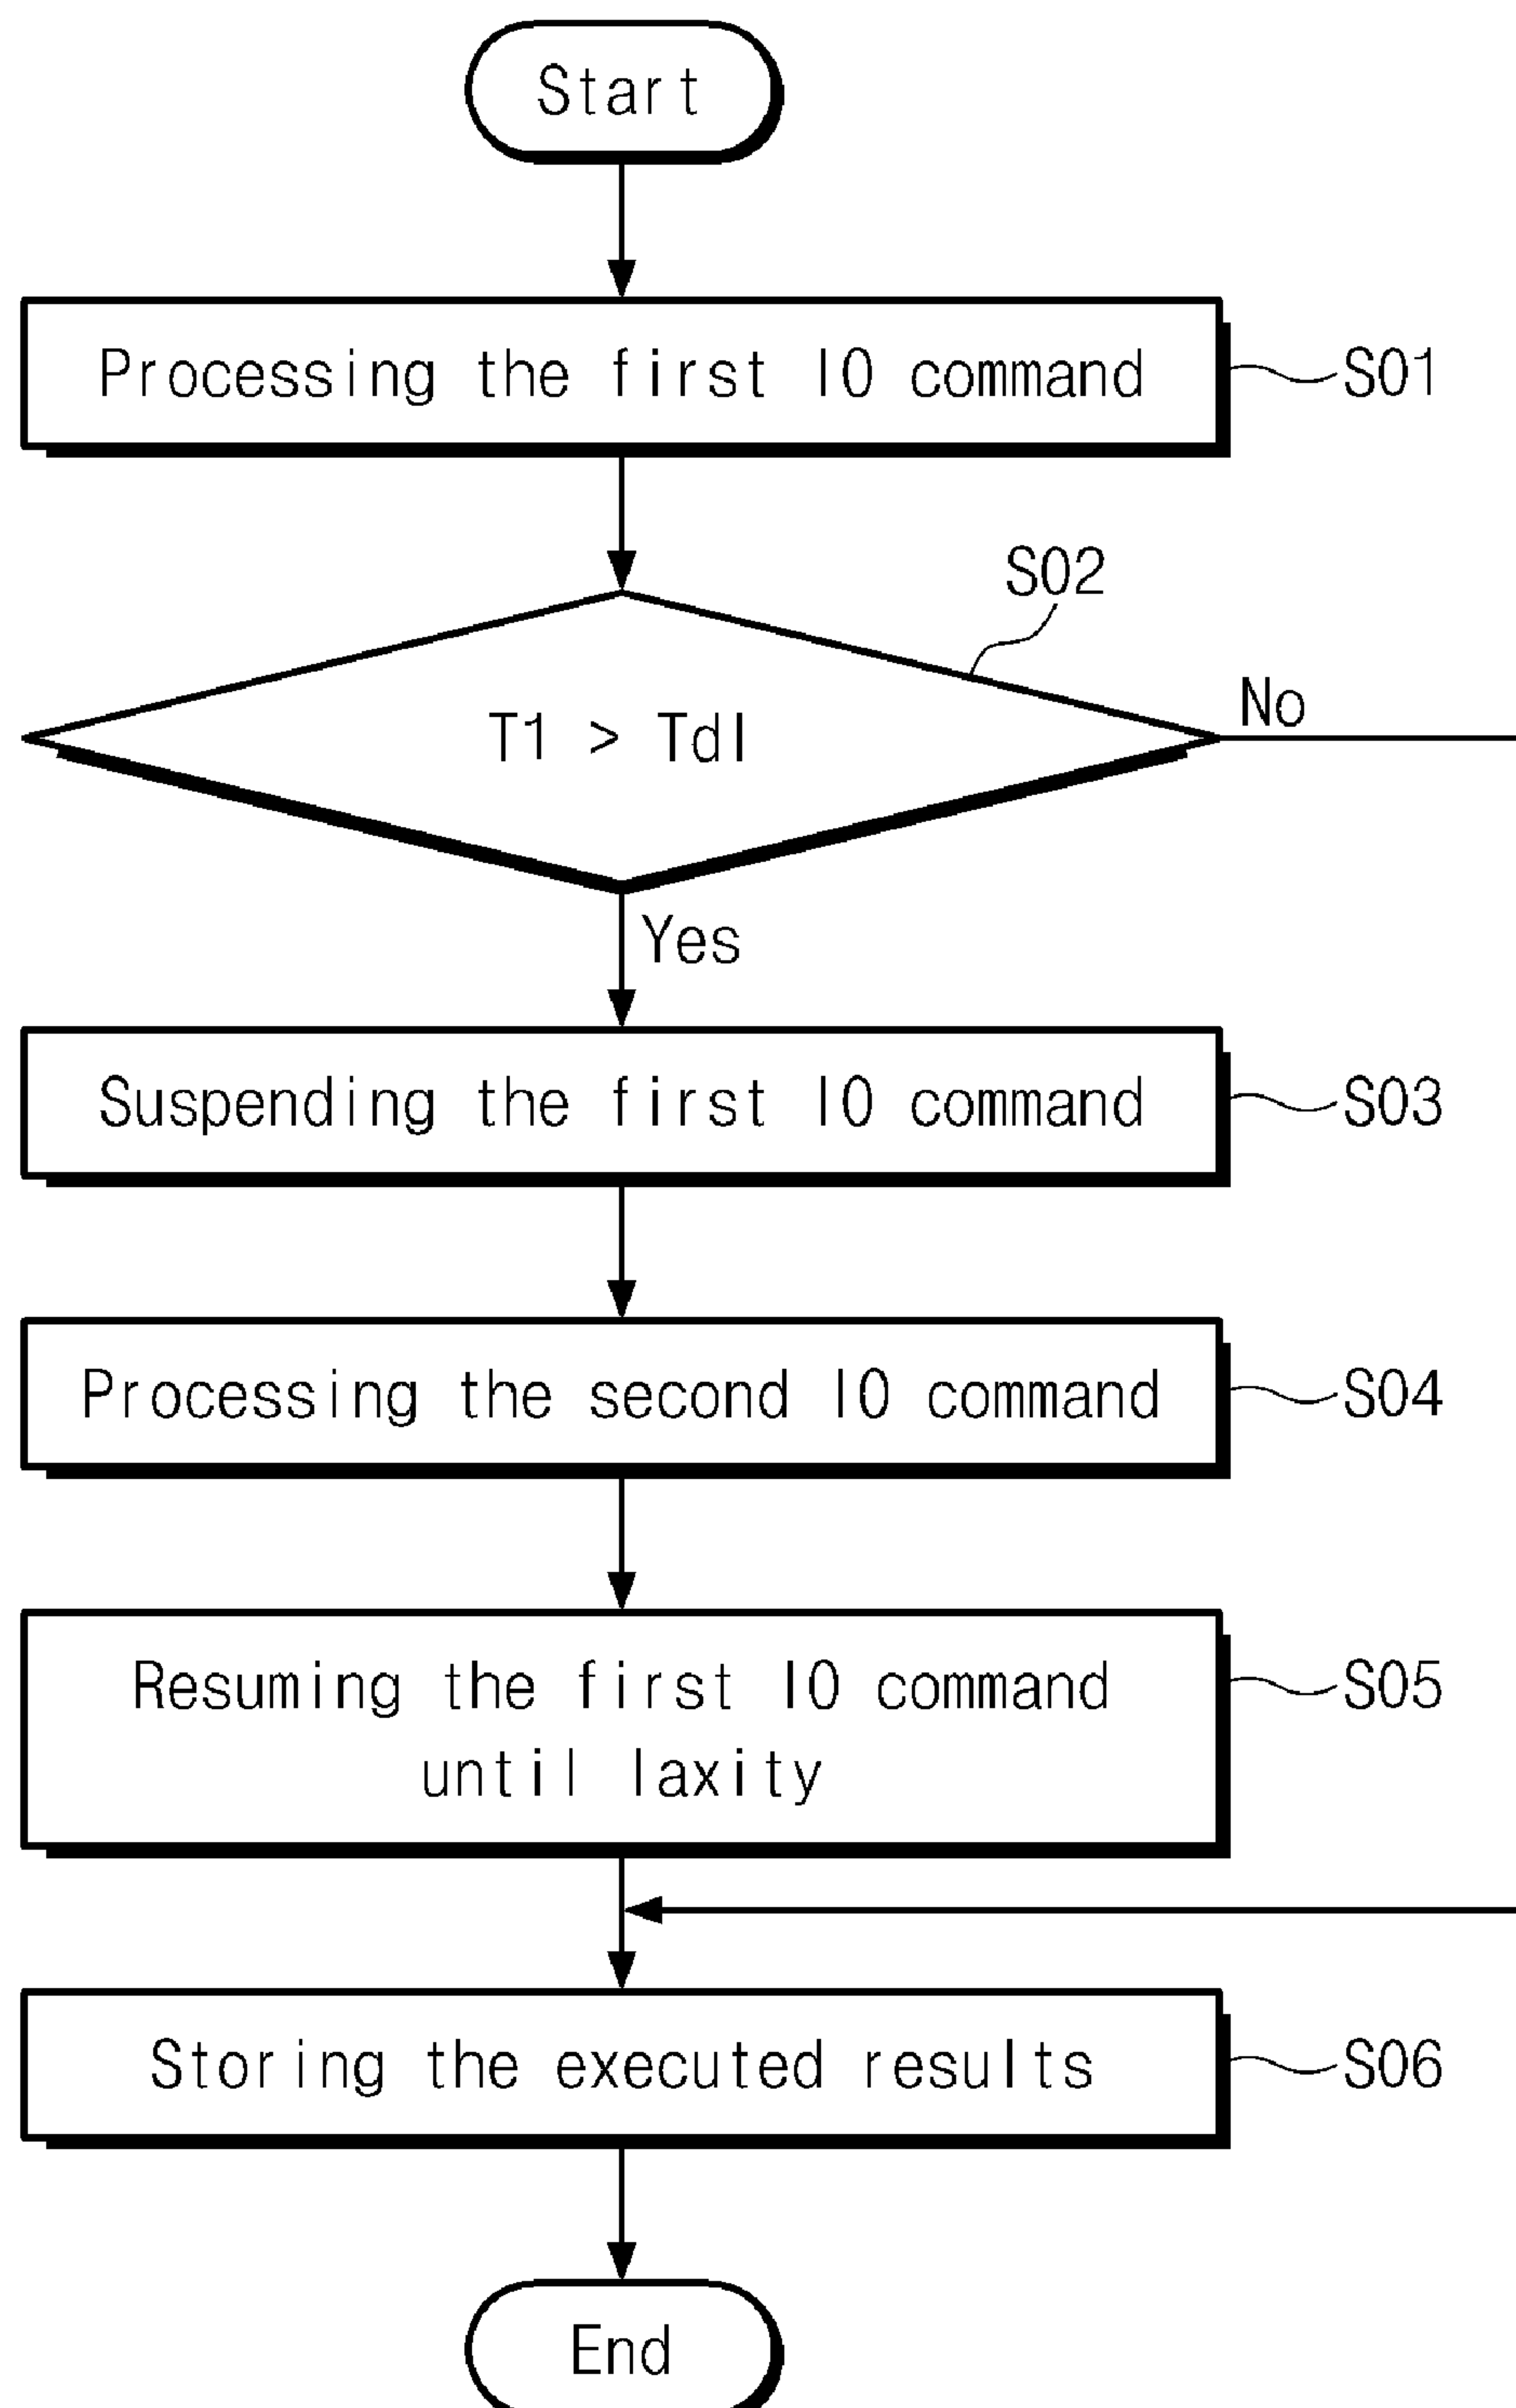 Start
Processing the first IO command
S01
S02
T1 > Tdl
No
Yes
Suspending the first IO command
S03
Processing the second IO command
S04
Resuming the first IO command
until laxity
S05
Storing the executed results
S06
End